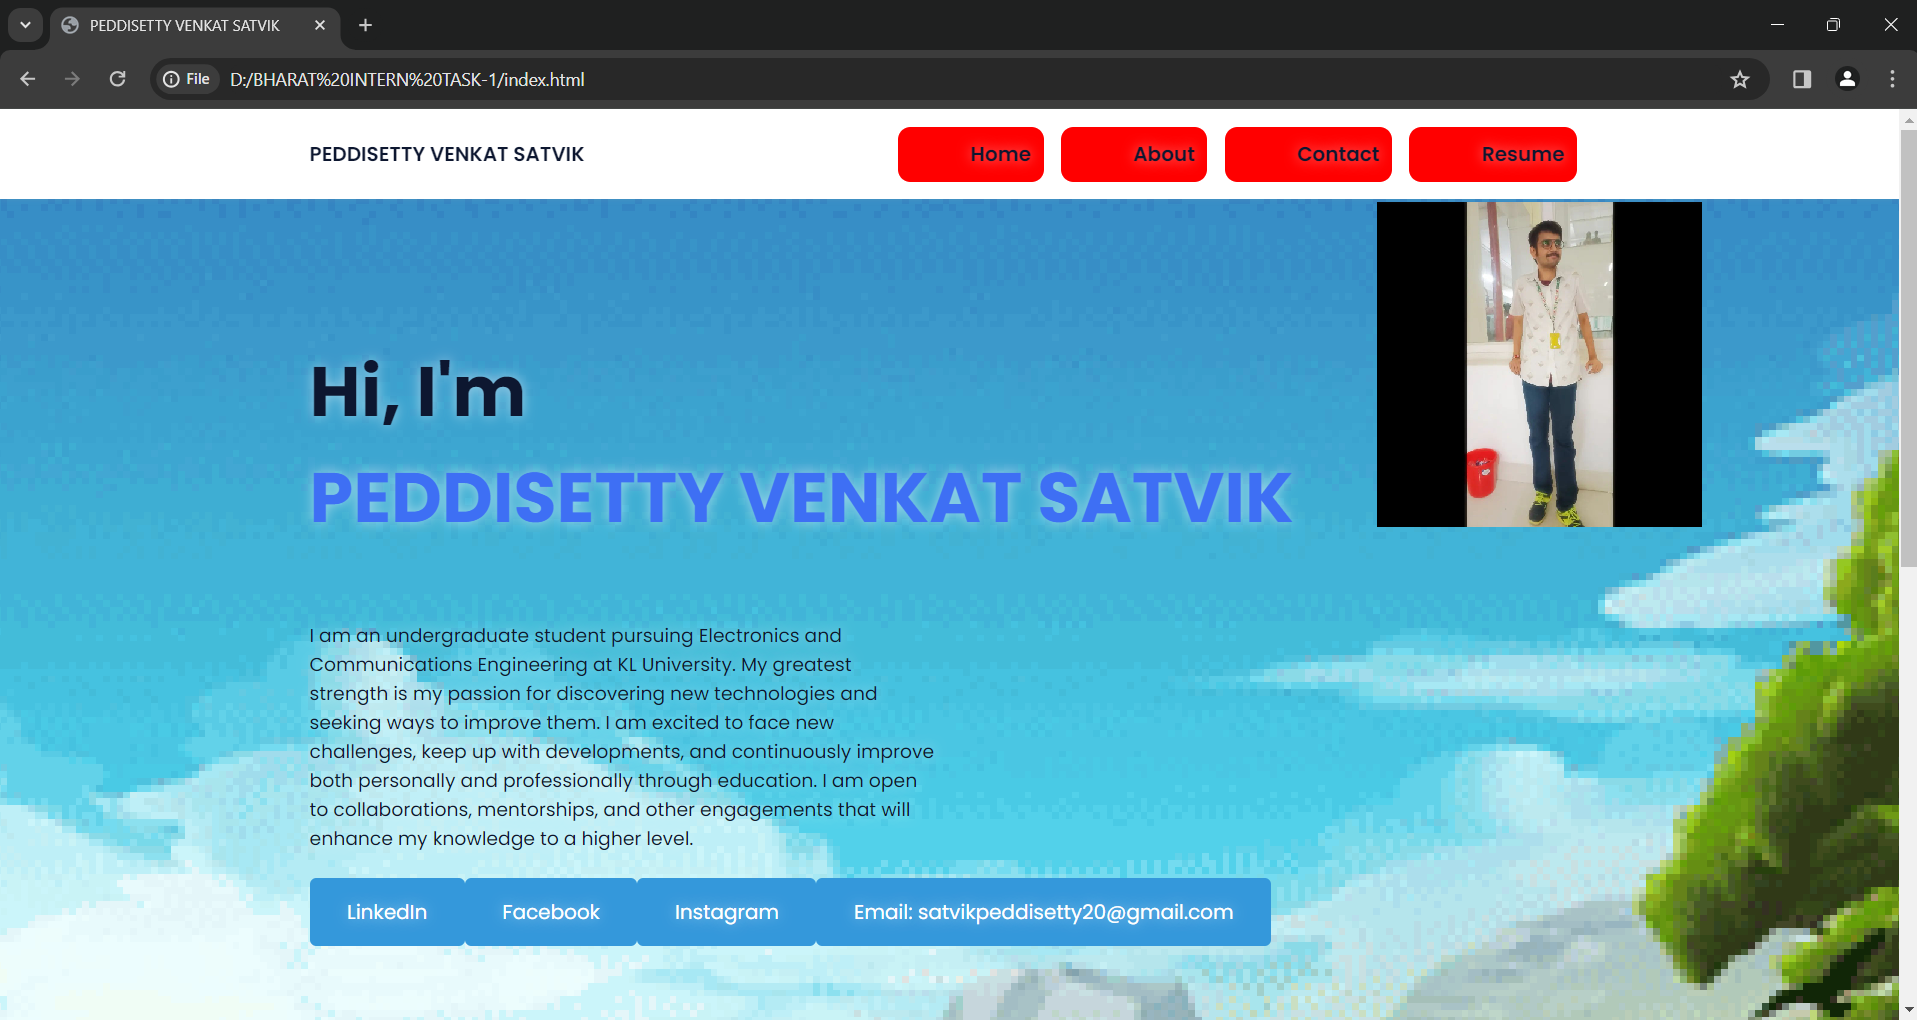 PEDDISETTY VENKAT SATVIK
File D:/BHARAT%20INTERN%20TASK-1/index.html
PEDDISETTY VENKAT SATVIK Home About Contact Resume
Hi, I'm
PEDDISETTY VENKAT SATVIK
I am an undergraduate student pursuing Electronics and
Communications Engineering at KL University. My greatest
strength is my passion for discovering new technologies and
seeking ways to improve them. I am excited to face new
challenges, keep up with developments, and continuously improve
both personally and professionally through education. I am open
to collaborations, mentorships, and other engagements that will
enhance my knowledge to a higher level.
LinkedIn Facebook Instagram Email: satvikpeddisetty20@gmail.com